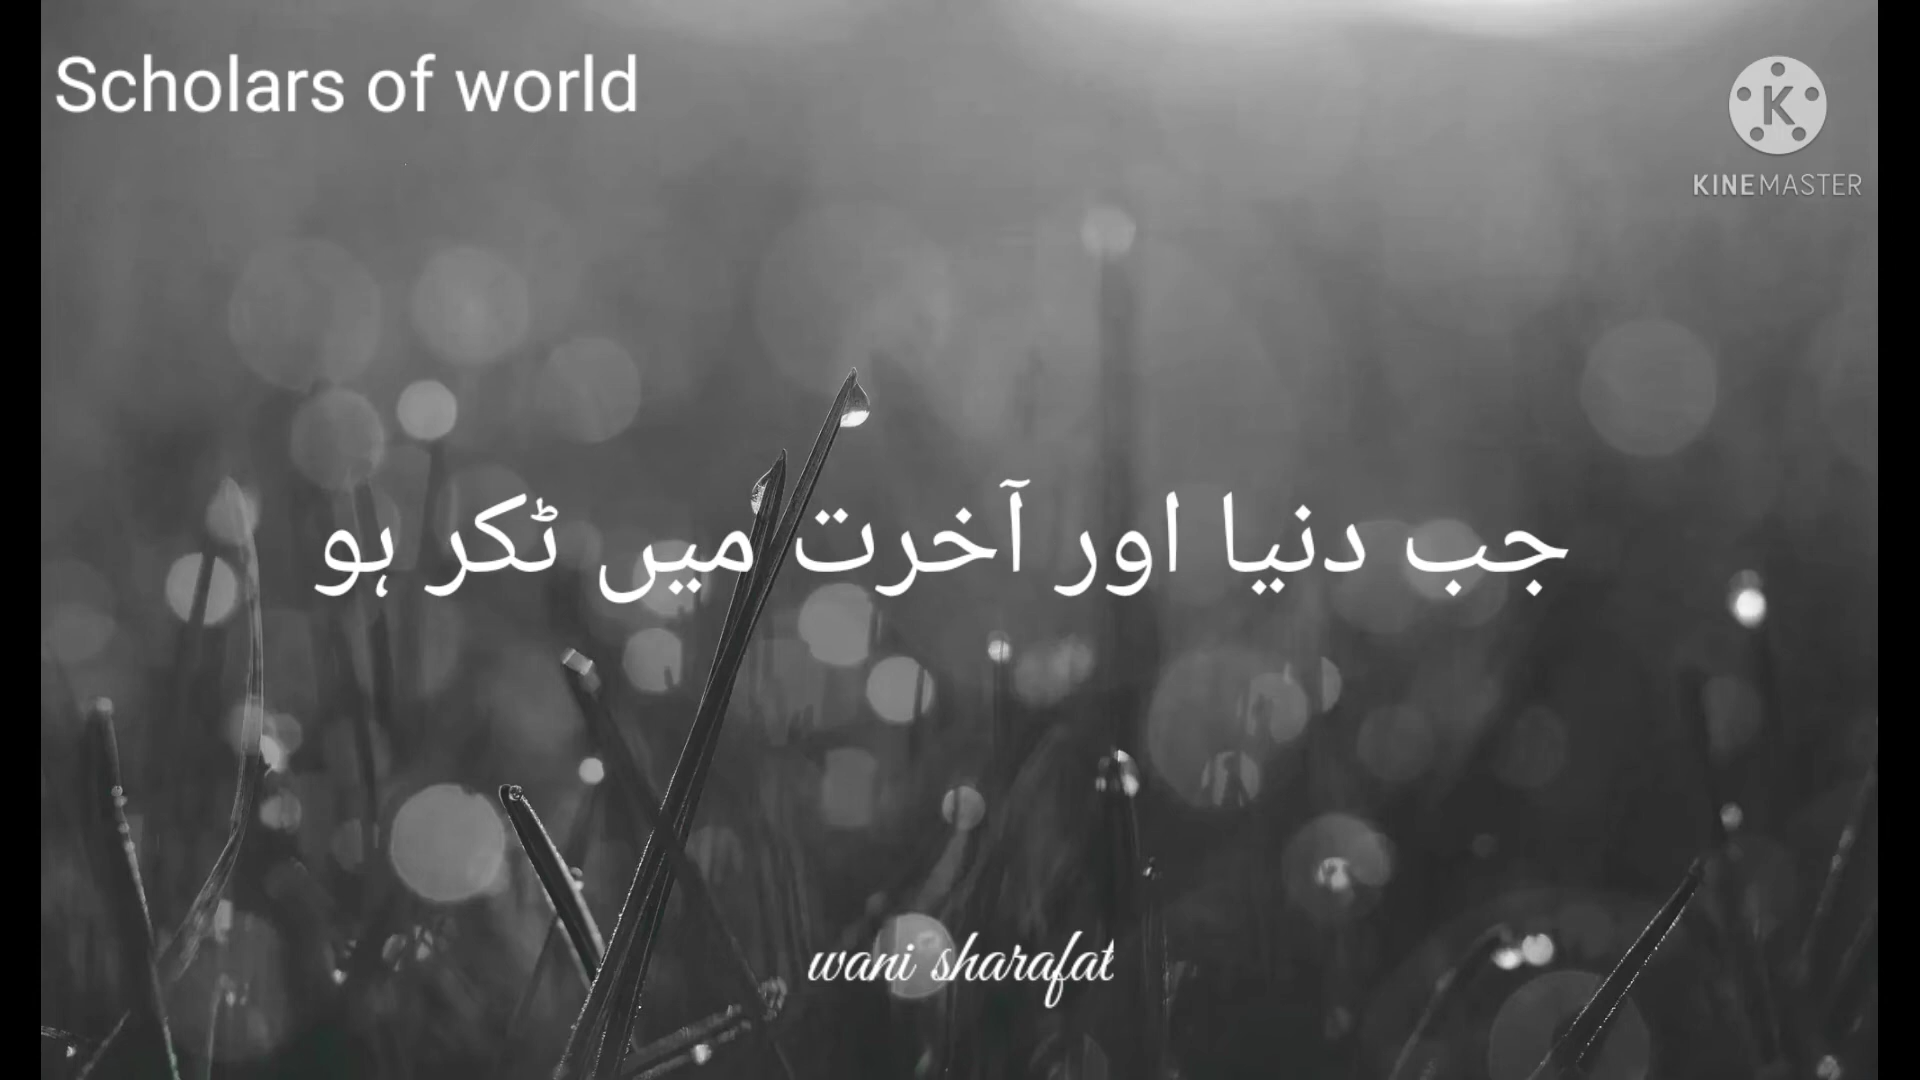 Scholars of world
K
KINEMASTER
جب دنیا اور آخرت میں ٹکر ہو
wani sharafat